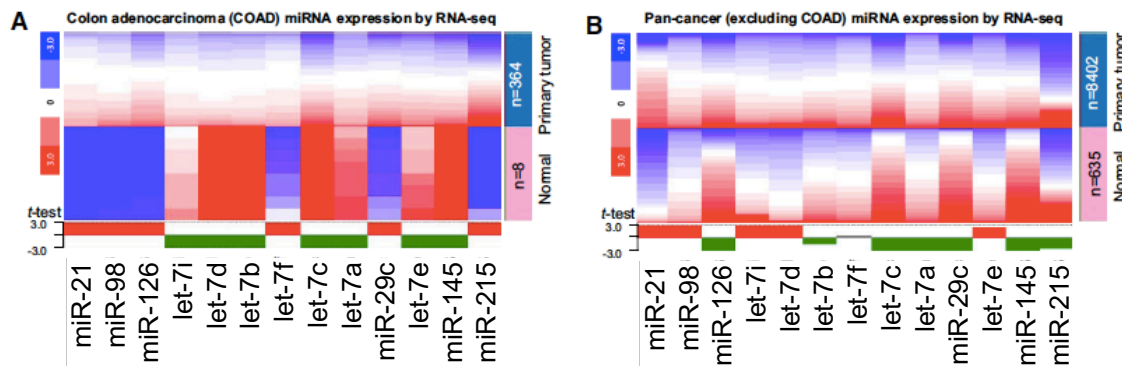 A
Colon adenocarcinoma (COAD) miRNA expression by RNA-seq
-3.0
0
3.0
n=364
Primary tumor
n=8
Normal
t-test
3.0
-3.0
miR-21
miR-98
miR-126
let-7i
let-7d
let-7b
let-7f
let-7c
let-7a
miR-29c
let-7e
miR-145
miR-215
B
Pan-cancer (excluding COAD) miRNA expression by RNA-seq
-3.0
0
3.0
n=8402
Primary tumor
n=635
Normal
t-test
3.0
-3.0
miR-21
miR-98
miR-126
let-7i
let-7d
let-7b
let-7f
let-7c
let-7a
miR-29c
let-7e
miR-145
miR-215